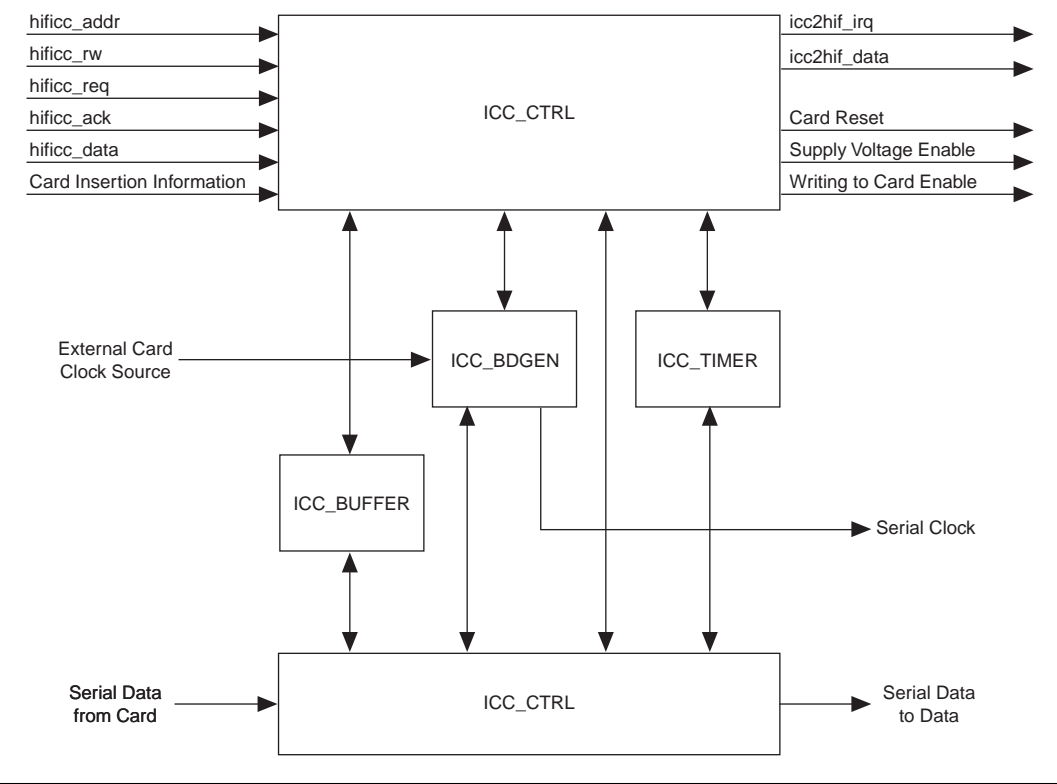 hificc_addr
hificc_rw
hificc_req
hificc_ack
hificc_data
Card Insertion Information
ICC_CTRL
icc2hif_irq
icc2hif_data
Card Reset
Supply Voltage Enable
Writing to Card Enable
External Card
Clock Source
ICC_BDGEN
ICC_TIMER
ICC_BUFFER
Serial Clock
Serial Data
from Card
ICC_CTRL
Serial Data
to Data